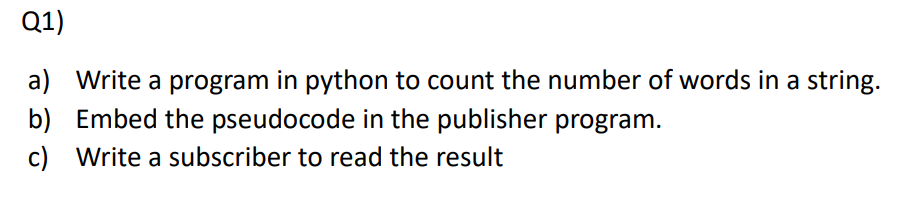 Q1)
a) Write a program in python to count the number of words in a string.
b) Embed the pseudocode in the publisher program.
c) Write a subscriber to read the result